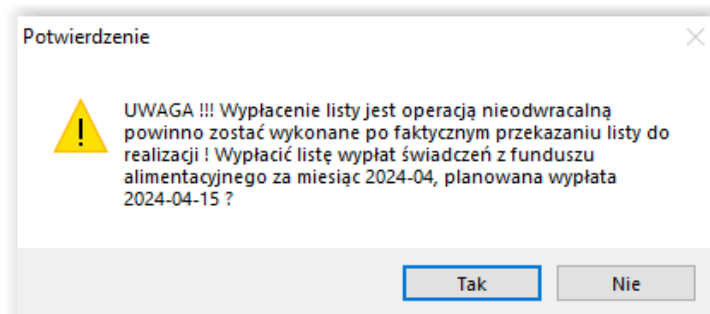 Potwierdzenie
UWAGA !!! Wypłacenie listy jest operacją nieodwracalną
powinno zostać wykonane po faktycznym przekazaniu listy do
realizacji ! Wypłacić listę wypłat świadczeń z funduszu
alimentacyjnego za miesiąc 2024-04, planowana wypłata
2024-04-15 ?
Tak
Nie